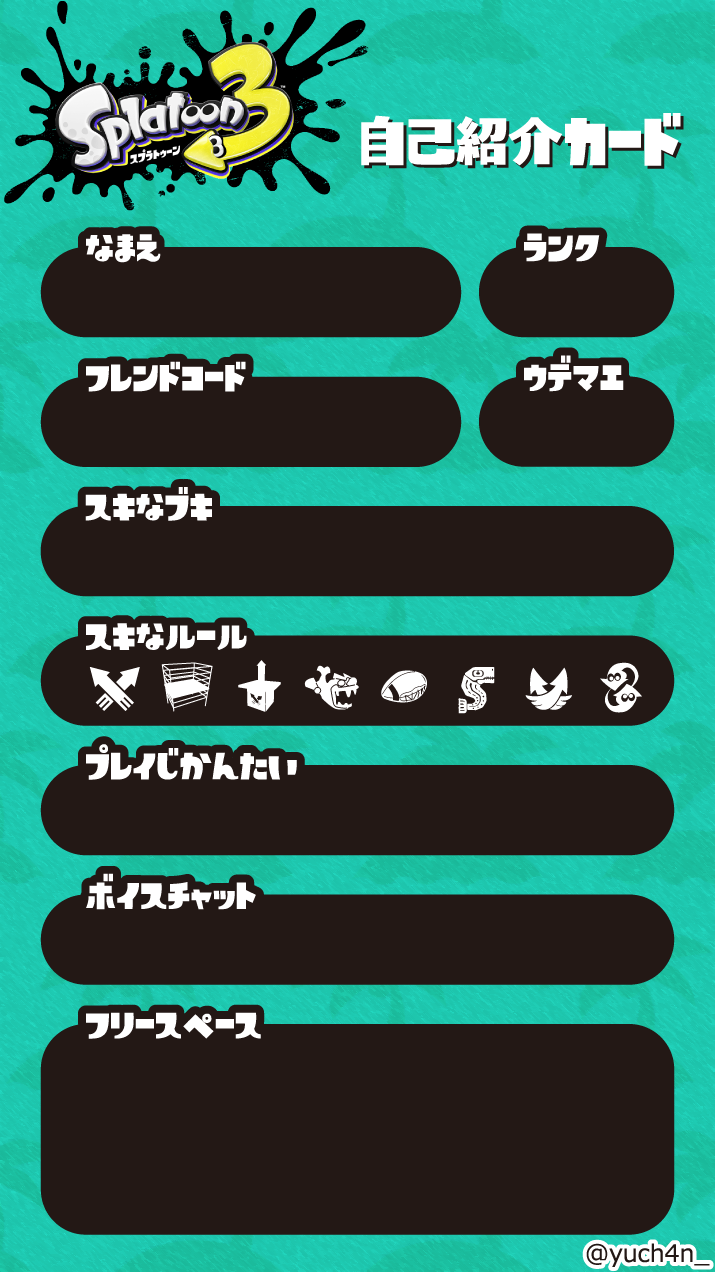 Splatoon 3
スプラトゥーン 3
自己紹介カード
なまえ
ランク
フレンドコード
ウデマエ
スキなブキ
スキなルール
プレイじかんたい
ボイスチャット
フリースペース
@yuch4n_